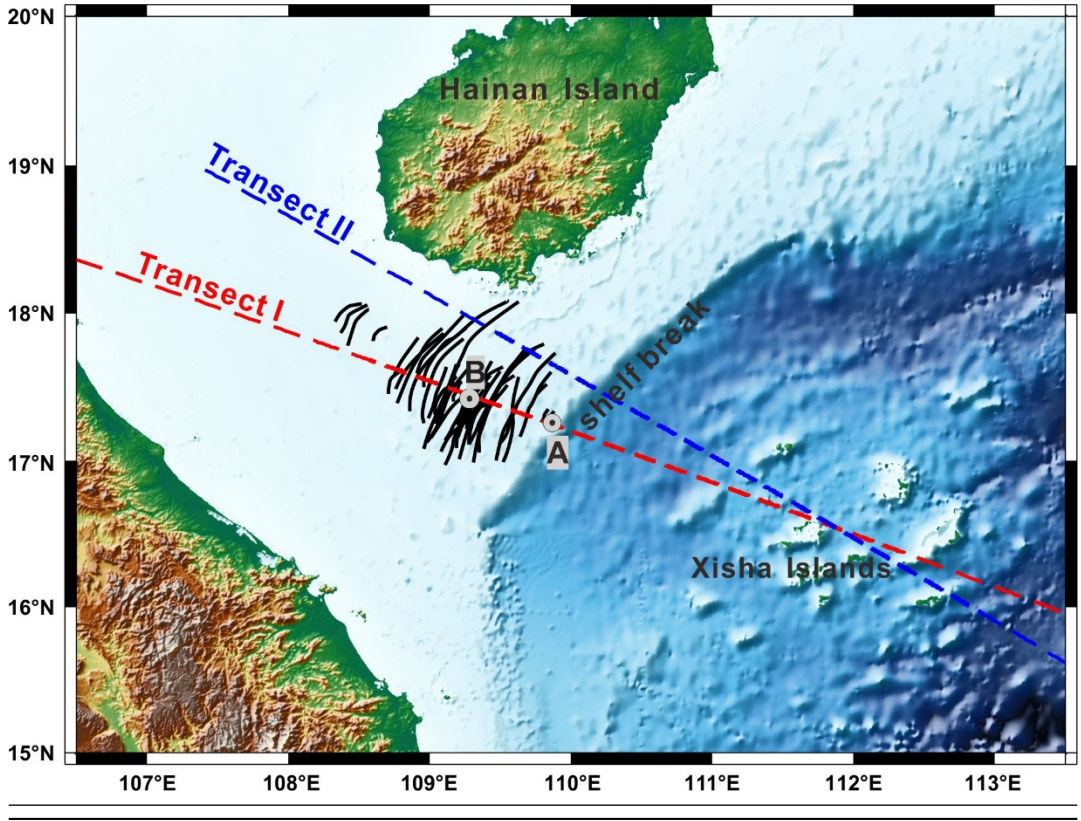 20°N
Hainan Island
19°N
Transect II
Transect I
18°N
shelf break
B
A
17°N
Xisha Islands
16°N
15°N
107°E 108°E 109°E 110°E 111°E 112°E 113°E